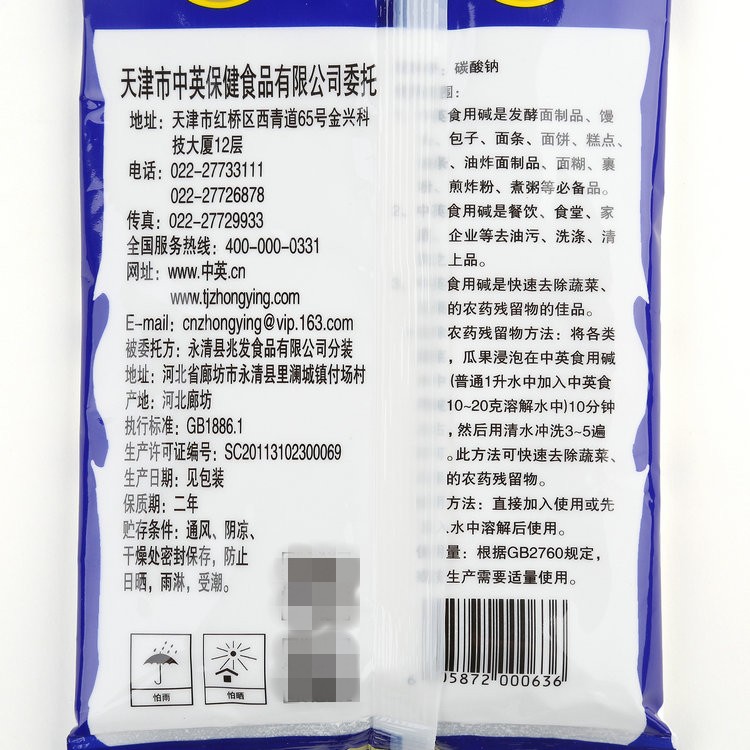 天津市中英保健食品有限公司委托
地址：天津市红桥区西青道65号金兴科
技大厦12层
电话：022-27733111
022-27726878
传真：022-27729933
全国服务热线：400-000-0331
网址：www.中英.cn
www.tjzhongying.com
E-mail：cnzhongying@vip.163.com
被委托方：永清县兆发食品有限公司分装
地址：河北省廊坊市永清县里澜城镇付场村
产地：河北廊坊
执行标准：GB1886.1
生产许可证编号：SC20113102300069
生产日期：见包装
保质期：二年
贮存条件：通风、阴凉、
干燥处密封保存，防止
日晒，雨淋，受潮。
怕雨
怕晒
：碳酸钠
围：
食用碱是发酵面制品、馒
包子、面条、面饼、糕点、
、油炸面制品、面糊、裹
煎炸粉、煮粥等必备品。
2、中英食用碱是餐饮、食堂、家
企业等去油污、洗涤、清
上品。
食用碱是快速去除蔬菜、
的农药残留物的佳品。
农药残留物方法：将各类
，瓜果浸泡在中英食用碱
(普通1升水中加入中英食
10~20克溶解水中)10分钟
，然后用清水冲洗3~5遍
。此方法可快速去除蔬菜、
的农药残留物。
方法：直接加入使用或先
水中溶解后使用。
量：根据GB2760规定，
生产需要适量使用。
6 05872 000636